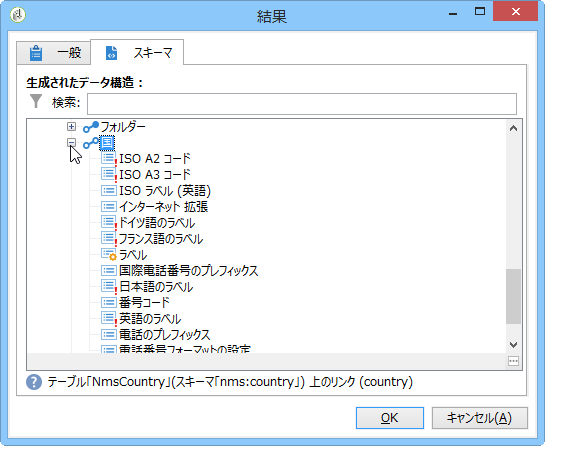 結果
一般
スキーマ
生成されたデータ構造：
検索:
フォルダー
国
ISO A2 コード
ISO A3 コード
ISO ラベル (英語)
インターネット 拡張
ドイツ語のラベル
フランス語のラベル
ラベル
国際電話番号のプレフィックス
日本語のラベル
番号コード
英語のラベル
電話のプレフィックス
電話番号フォーマットの設定
テーブル「NmsCountry」(スキーマ「nms:country」) 上のリンク (country)
OK
キャンセル(A)